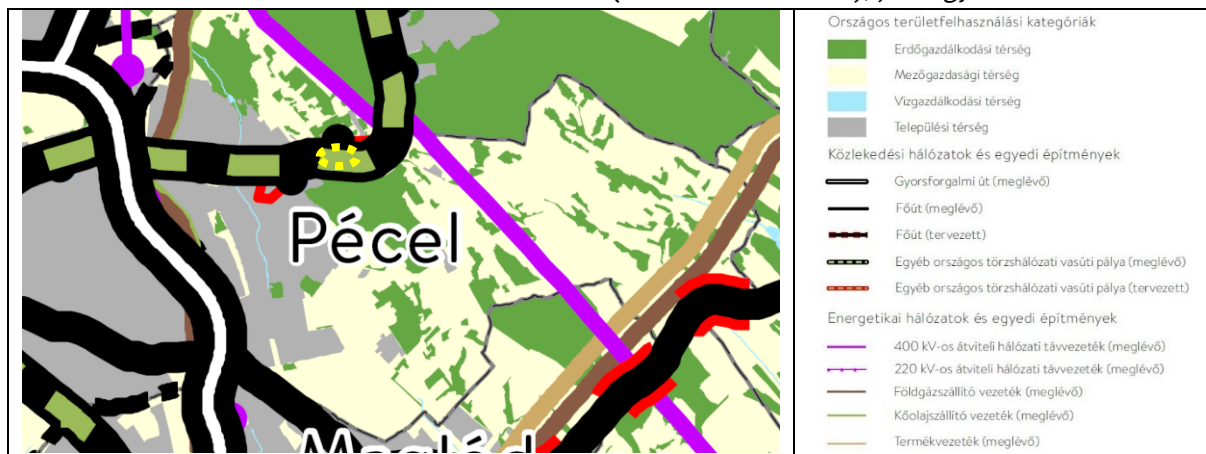 Pécel
Maglód
Országos területfelhasználási kategóriák
Erdőgazdálkodási térség
Mezőgazdasági térség
Vízgazdálkodási térség
Települési térség
Közlekedési hálózatok és egyedi építmények
Gyorsforgalmi út (meglévő)
Főút (meglévő)
Főút (tervezett)
Egyéb országos törzshálózati vasúti pálya (meglévő)
Egyéb országos törzshálózati vasúti pálya (tervezett)
Energetikai hálózatok és egyedi építmények
400 kV-os átviteli hálózati távvezeték (meglévő)
220 kV-os átviteli hálózati távvezeték (meglévő)
Földgázszállító vezeték (meglévő)
Kőolajszállító vezeték (meglévő)
Termékvezeték (meglévő)